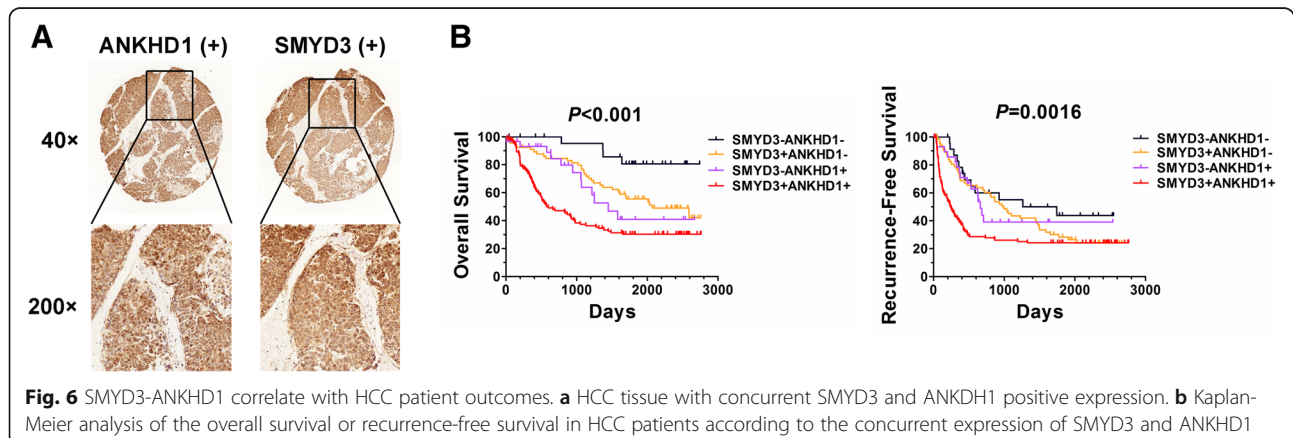 A
ANKHD1 (+)
SMYD3 (+)
40×
200×
B
P<0.001
Overall Survival
100
80
60
40
20
0
0 1000 2000 3000
Days
SMYD3-ANKHD1-
SMYD3+ANKHD1-
SMYD3-ANKHD1+
SMYD3+ANKHD1+
P=0.0016
Recurrence-Free Survival
100
80
60
40
20
0
0 1000 2000 3000
Days
SMYD3-ANKHD1-
SMYD3+ANKHD1-
SMYD3-ANKHD1+
SMYD3+ANKHD1+
Fig. 6 SMYD3-ANKHD1 correlate with HCC patient outcomes. a HCC tissue with concurrent SMYD3 and ANKDH1 positive expression. b Kaplan-
Meier analysis of the overall survival or recurrence-free survival in HCC patients according to the concurrent expression of SMYD3 and ANKHD1